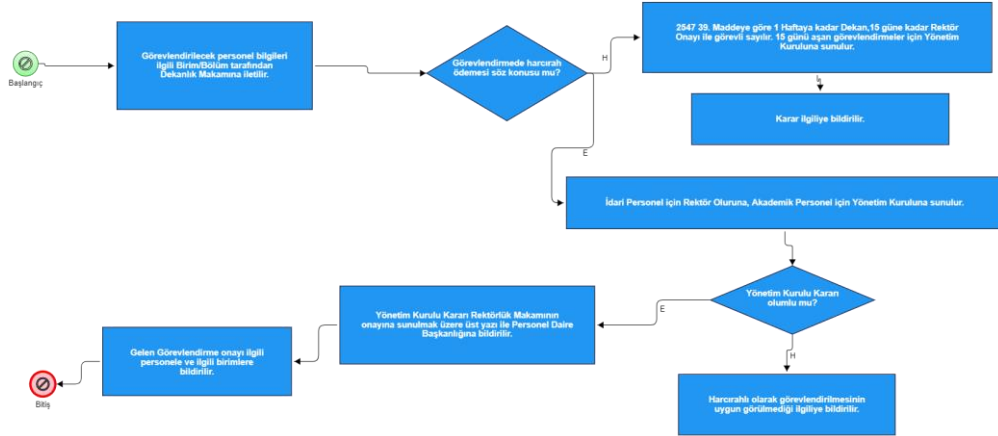 Başlangıç
Görevlendirilecek personel bilgileri
ilgili Birim/Bölüm tarafından
Dekanlık Makamına iletilir.
Görevlendirmede harcırah
ödemesi söz konusu mu?
H
2547 39. Maddeye göre 1 Haftaya kadar Dekan,15 güne kadar Rektör
Onayı ile görevli sayılır. 15 günü aşan görevlendirmeler için Yönetim
Kuruluna sunulur.
Karar ilgiliye bildirilir.
E
İdari Personel için Rektör Oluruna, Akademik Personel için Yönetim Kuruluna sunulur.
Yönetim Kurulu Kararı
olumlu mu?
E
Yönetim Kurulu Kararı Rektörlük Makamının
onayına sunulmak üzere üst yazı ile Personel Daire
Başkanlığına bildirilir.
Gelen Görevlendirme onayı ilgili
personele ve ilgili birimlere
bildirilir.
Bitiş
H
Harcırahlı olarak görevlendirilmesinin
uygun görülmediği ilgiliye bildirilir.